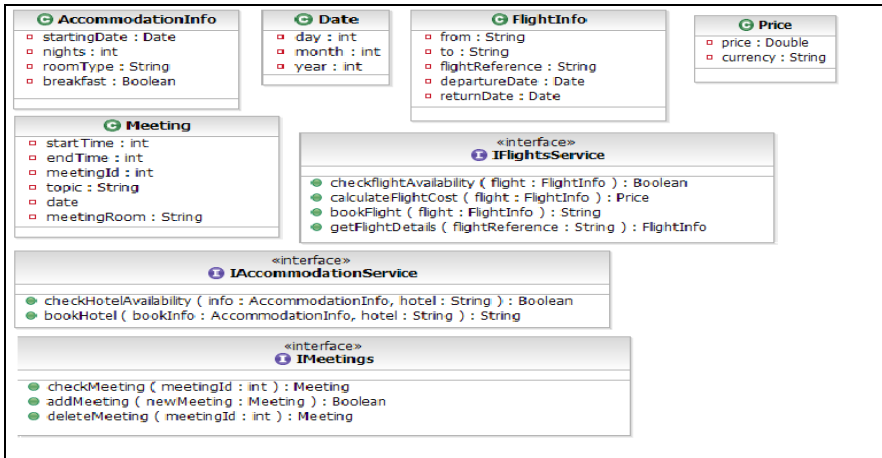 AccommodationInfo
startingDate : Date
nights : int
roomType : String
breakfast : Boolean
Date
day : int
month : int
year : int
FlightInfo
from : String
to : String
flightReference : String
departureDate : Date
returnDate : Date
Price
price : Double
currency : String
Meeting
startTime : int
endTime : int
meetingId : int
topic : String
date
meetingRoom : String
«interface»
IFlightsService
checkflightAvailability ( flight : FlightInfo ) : Boolean
calculateFlightCost ( flight : FlightInfo ) : Price
bookFlight ( flight : FlightInfo ) : String
getFlightDetails ( flightReference : String ) : FlightInfo
«interface»
IAccommodationService
checkHotelAvailability ( info : AccommodationInfo, hotel : String ) : Boolean
bookHotel ( bookInfo : AccommodationInfo, hotel : String ) : String
«interface»
IMeetings
checkMeeting ( meetingId : int ) : Meeting
addMeeting ( newMeeting : Meeting ) : Boolean
deleteMeeting ( meetingId : int ) : Meeting